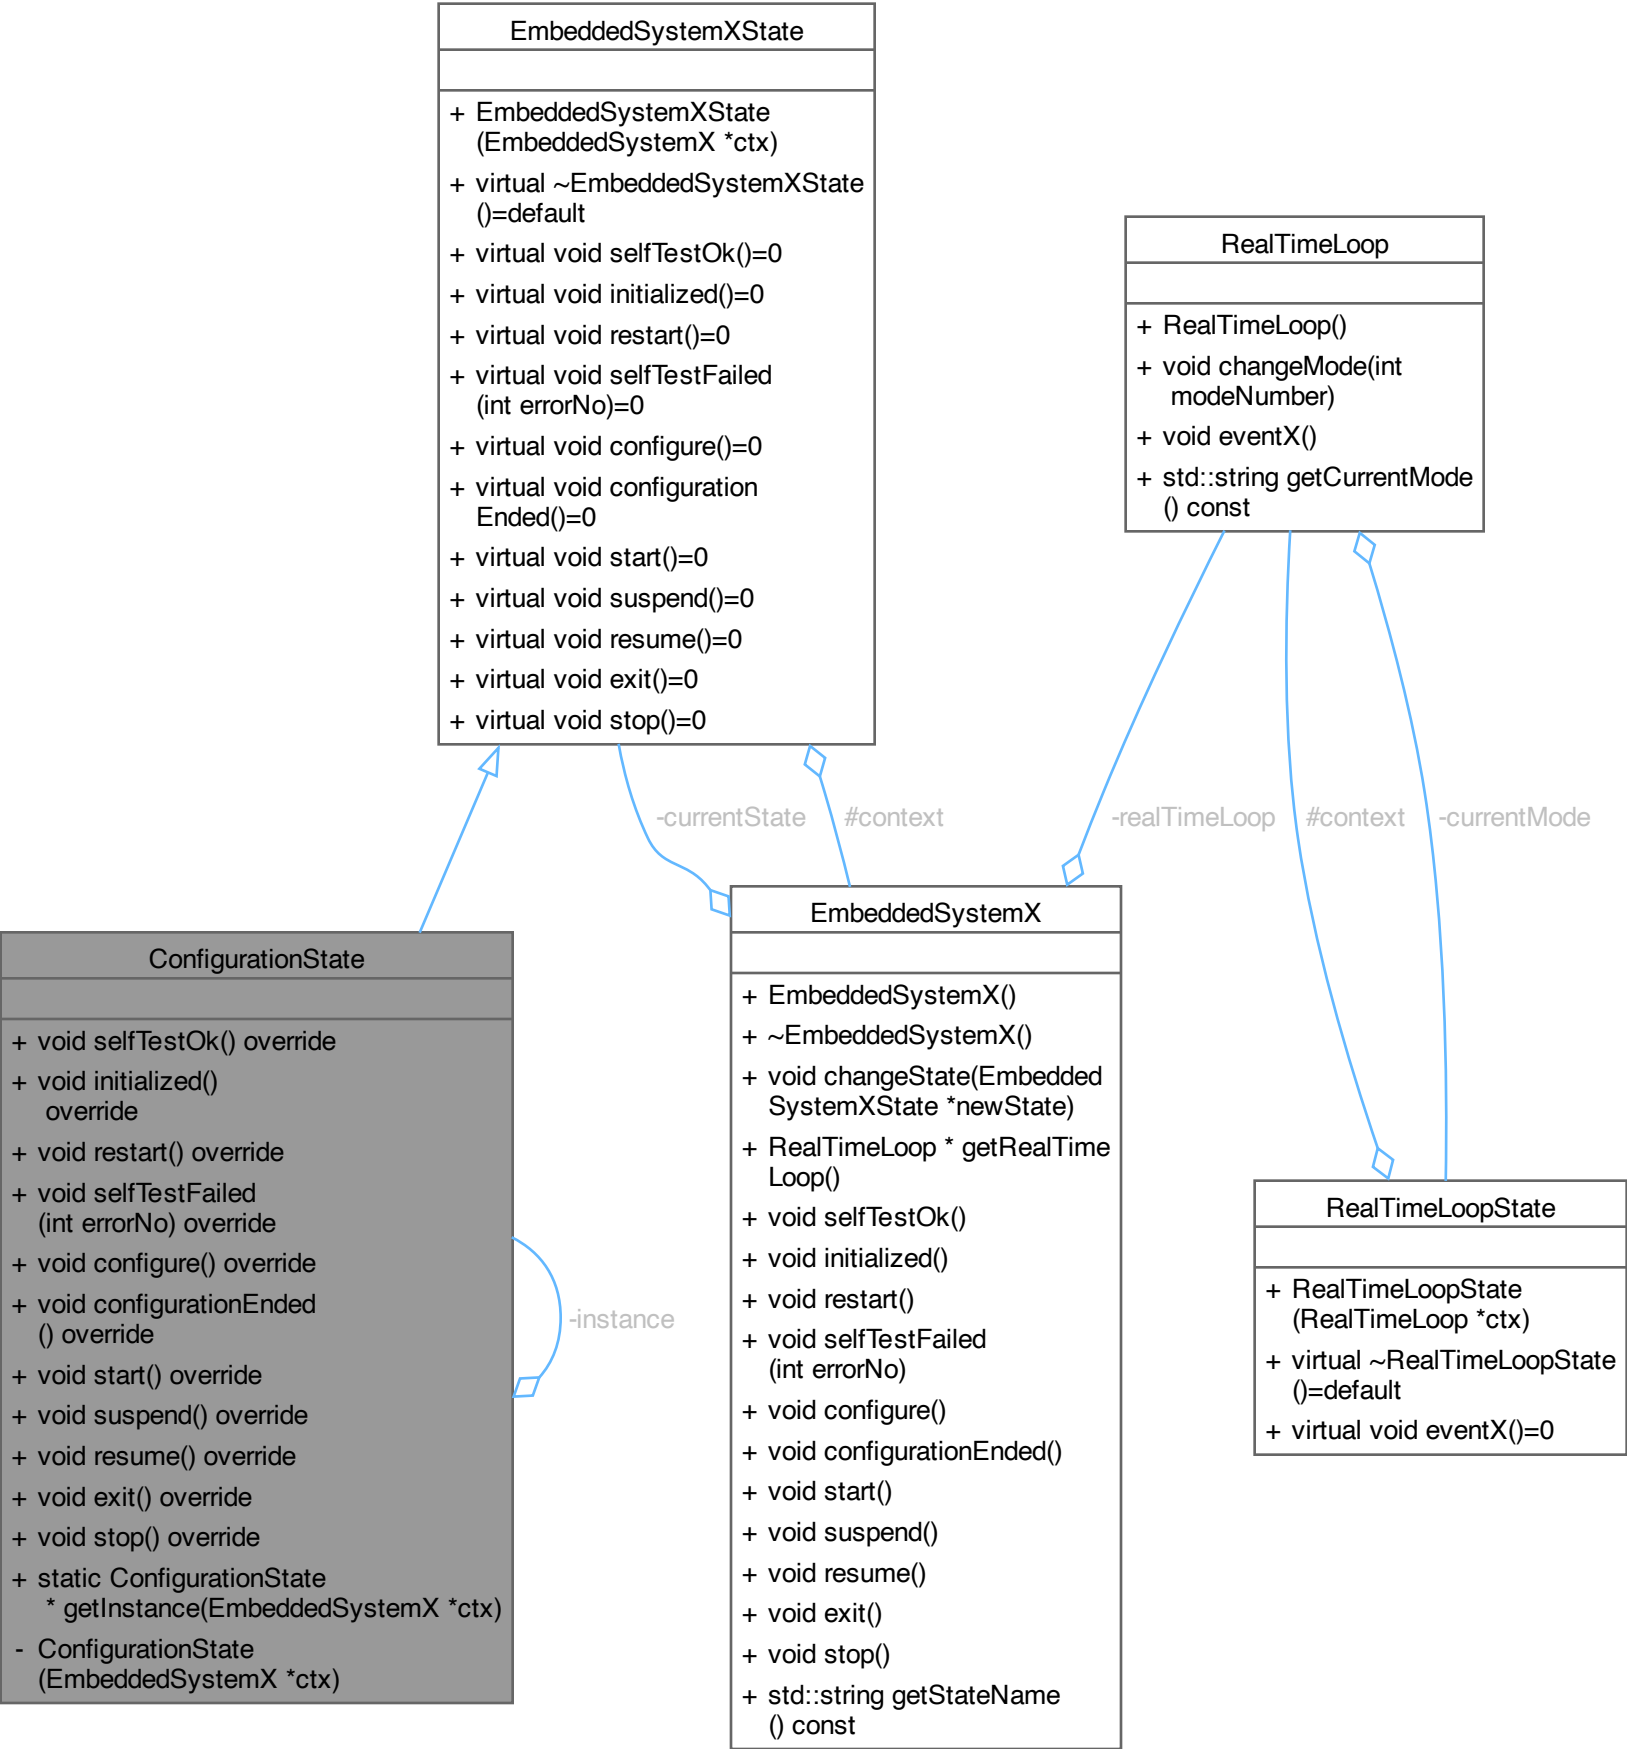 EmbeddedSystemXState
+ EmbeddedSystemXState
(EmbeddedSystemX *ctx)
+ virtual ~EmbeddedSystemXState
()=default
+ virtual void selfTestOk()=0
+ virtual void initialized()=0
+ virtual void restart()=0
+ virtual void selfTestFailed
(int errorNo)=0
+ virtual void configure()=0
+ virtual void configuration
Ended()=0
+ virtual void start()=0
+ virtual void suspend()=0
+ virtual void resume()=0
+ virtual void exit()=0
+ virtual void stop()=0
RealTimeLoop
+ RealTimeLoop()
+ void changeMode(int
modeNumber)
+ void eventX()
+ std::string getCurrentMode
() const
-currentState
#context
-realTimeLoop
#context
-currentMode
ConfigurationState
+ void selfTestOk() override
+ void initialized()
override
+ void restart() override
+ void selfTestFailed
(int errorNo) override
+ void configure() override
+ void configurationEnded
() override
+ void start() override
+ void suspend() override
+ void resume() override
+ void exit() override
+ void stop() override
+ static ConfigurationState
* getInstance(EmbeddedSystemX *ctx)
- ConfigurationState
(EmbeddedSystemX *ctx)
-instance
EmbeddedSystemX
+ EmbeddedSystemX()
+ ~EmbeddedSystemX()
+ void changeState(Embedded
SystemXState *newState)
+ RealTimeLoop * getRealTime
Loop()
+ void selfTestOk()
+ void initialized()
+ void restart()
+ void selfTestFailed
(int errorNo)
+ void configure()
+ void configurationEnded()
+ void start()
+ void suspend()
+ void resume()
+ void exit()
+ void stop()
+ std::string getStateName
() const
RealTimeLoopState
+ RealTimeLoopState
(RealTimeLoop *ctx)
+ virtual ~RealTimeLoopState
()=default
+ virtual void eventX()=0